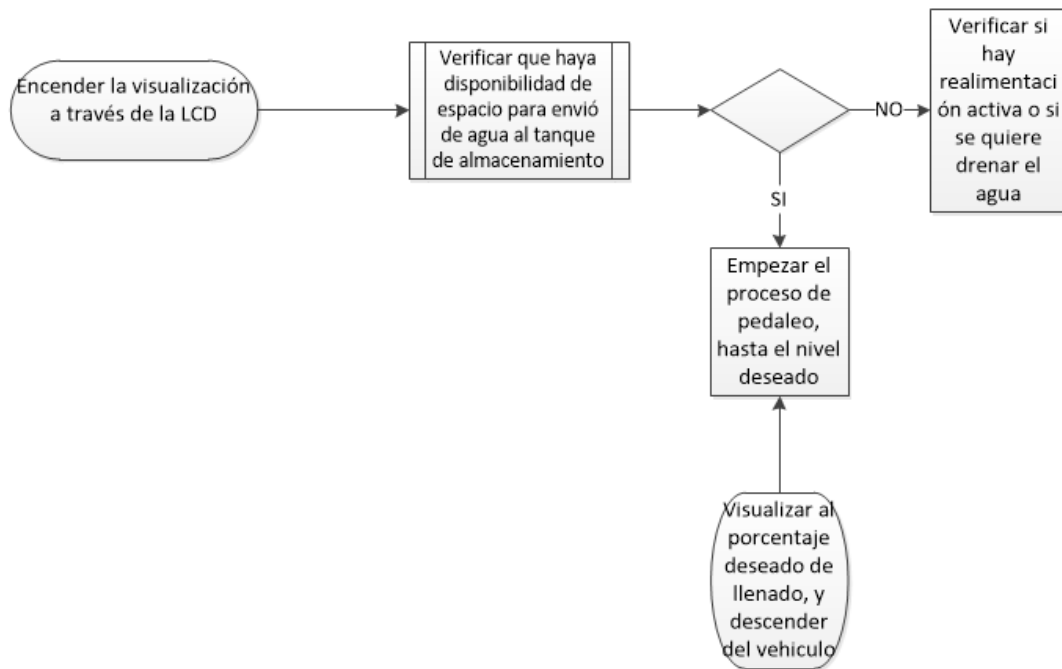 Encender la visualización
a través de la LCD
Verificar que haya
disponibilidad de
espacio para envió
de agua al tanque
de almacenamiento
NO
Verificar si
hay
realimentaci
ón activa o si
se quiere
drenar el
agua
SI
Empezar el
proceso de
pedaleo,
hasta el nivel
deseado
Visualizar al
porcentaje
deseado de
llenado, y
descender
del vehiculo